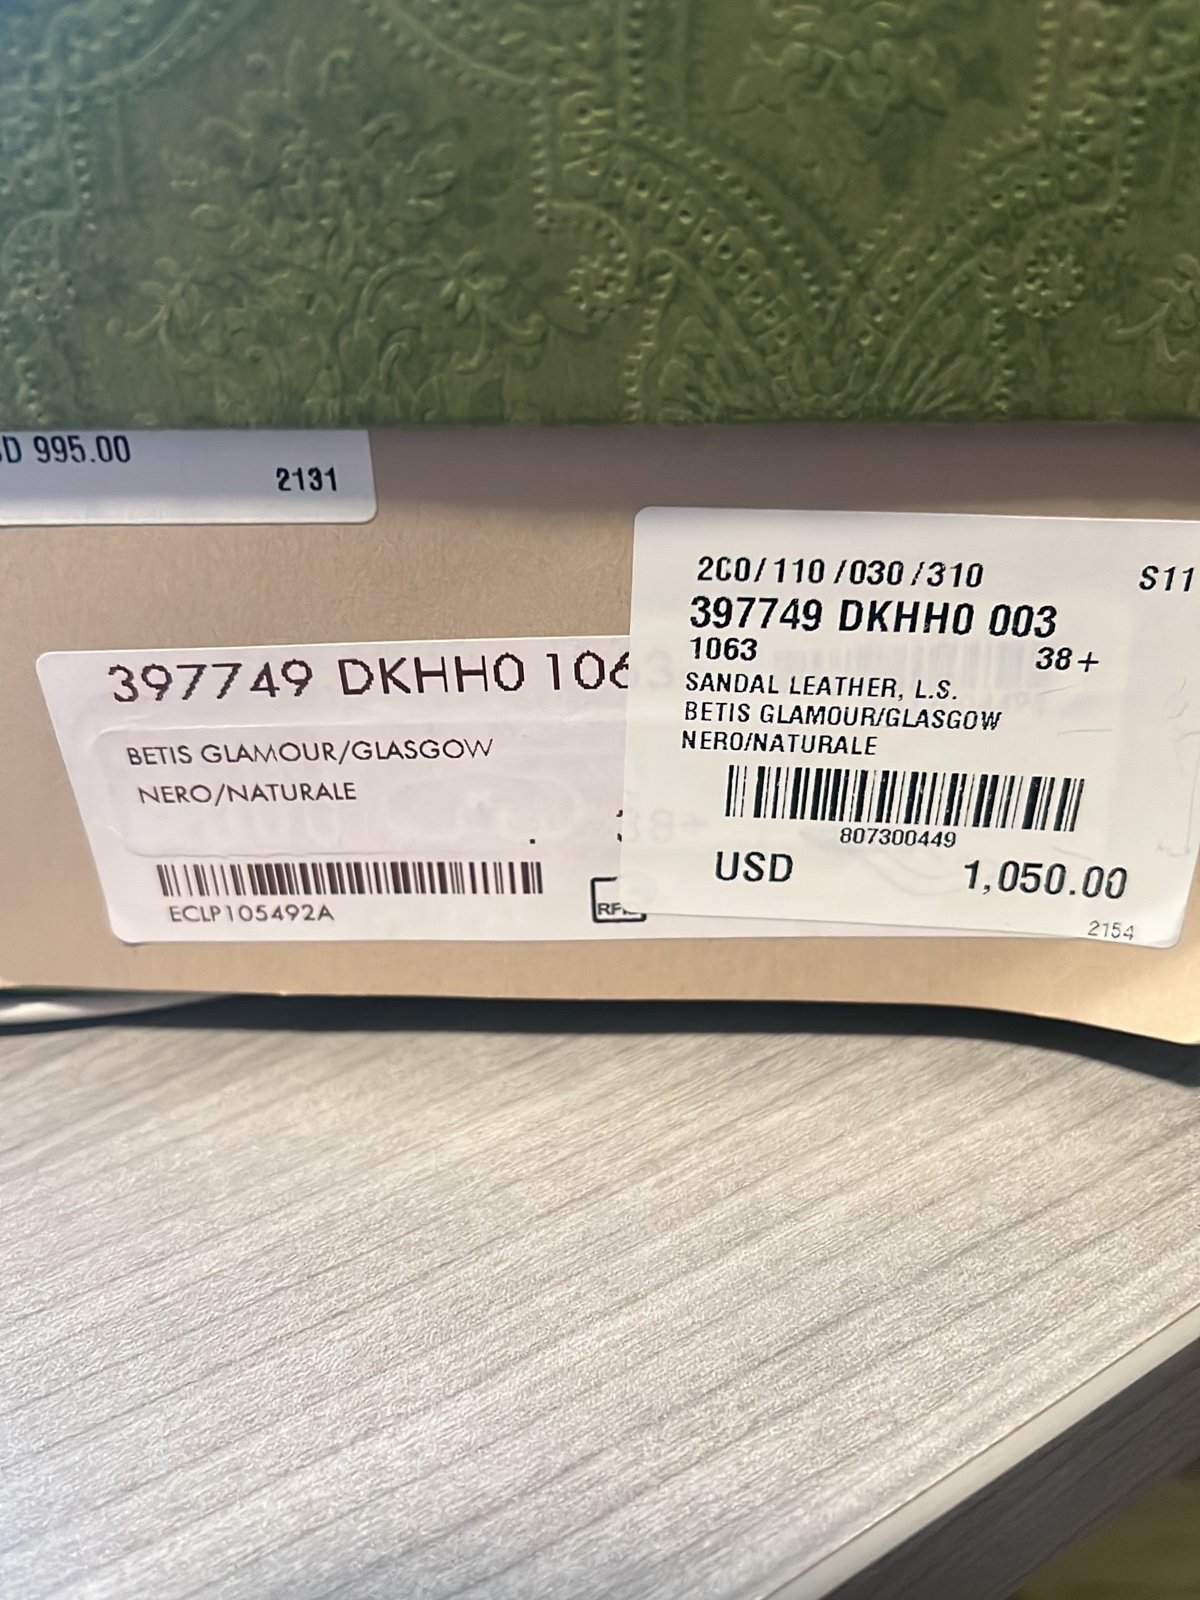 995.00
2131
397749 DKHH0 106
BETIS GLAMOUR/GLASGOW
NERO/NATURALE
ECLP105492A
200/110/030/310
S11
397749 DKHH0 003
1063
38+
SANDAL LEATHER, L.S.
BETIS GLAMOUR/GLASGOW
NERO/NATURALE
807300449
USD 1,050.00
2154